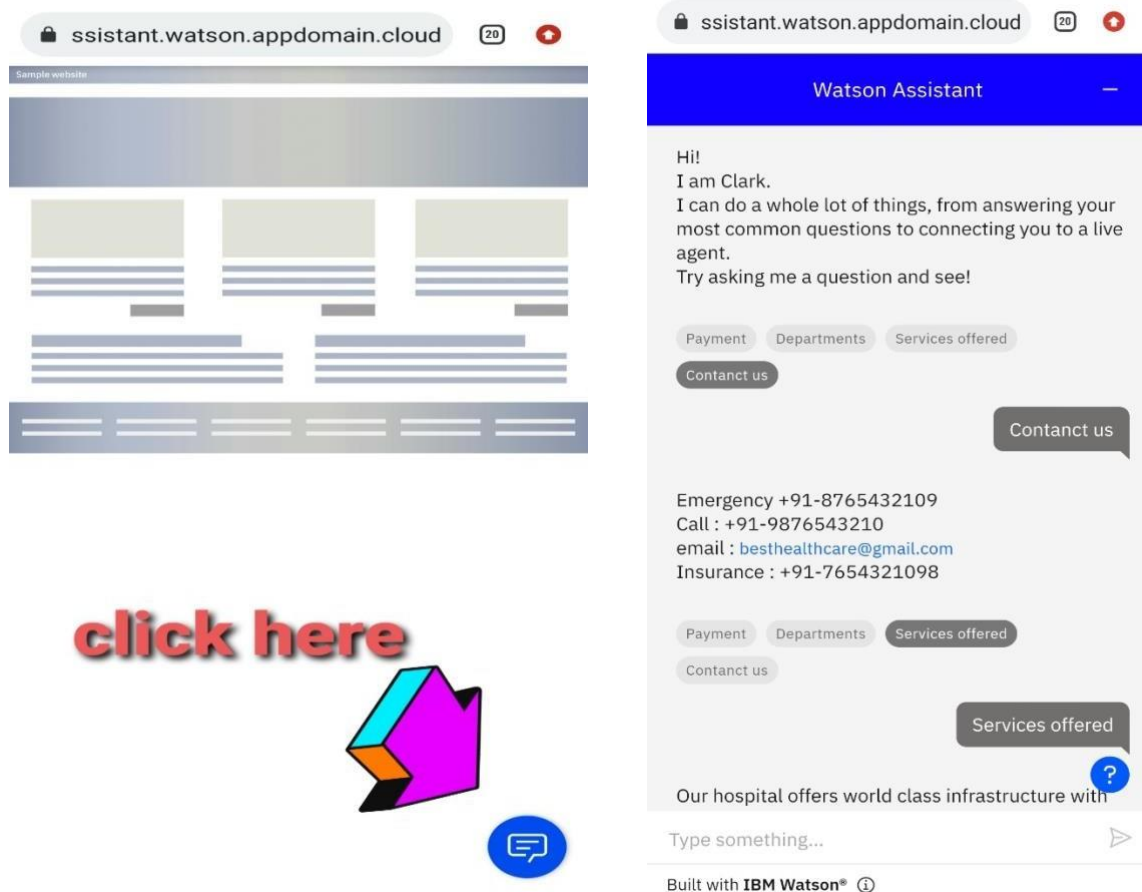 ssistant.watson.appdomain.cloud
20
Sample website
click here
ssistant.watson.appdomain.cloud
20
Watson Assistant
Hi!
I am Clark.
I can do a whole lot of things, from answering your
most common questions to connecting you to a live
agent.
Try asking me a question and see!
Payment Departments Services offered
Contanct us
Contanct us
Emergency +91-8765432109
Call : +91-9876543210
email : besthealthcare@gmail.com
Insurance : +91-7654321098
Payment Departments Services offered
Contanct us
Services offered
?
Our hospital offers world class infrastructure with
Type something...
Built with IBM Watson®